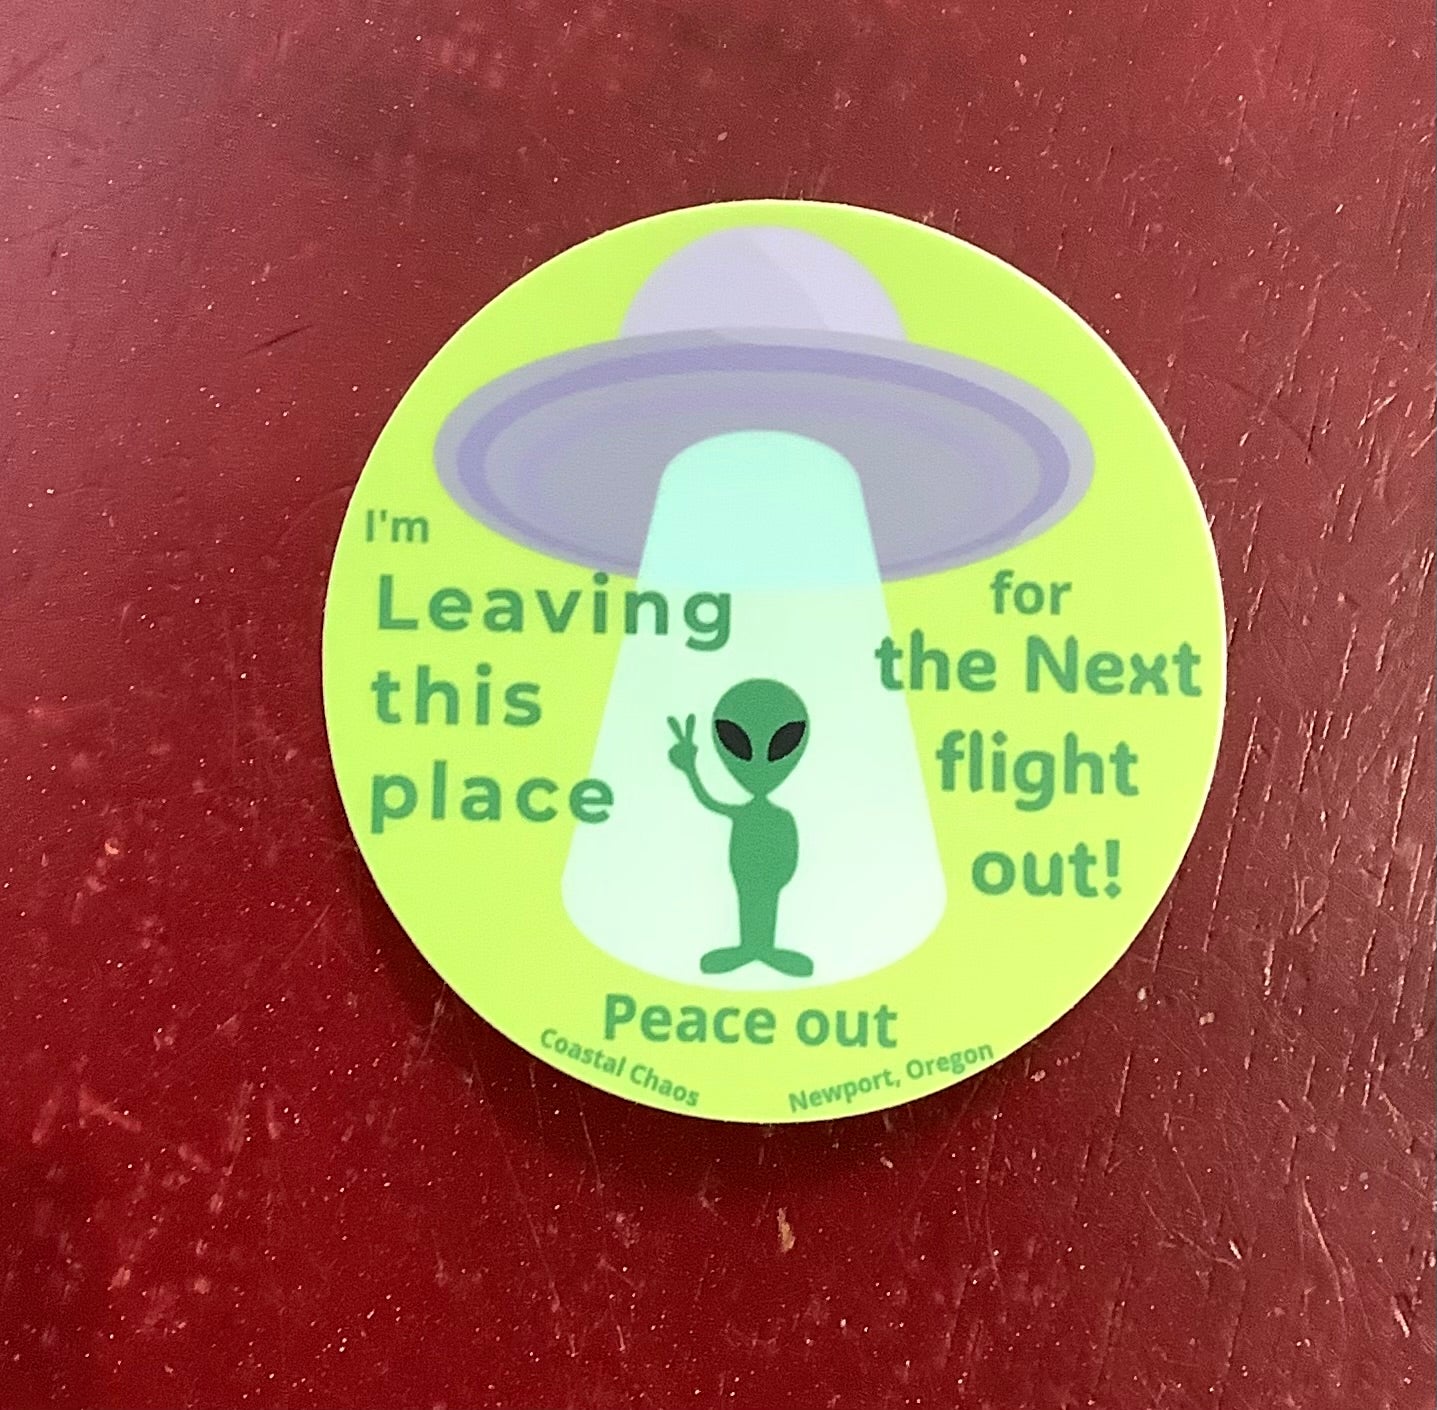 I'm
Leaving
this
place
for
the Next
flight
out!
Peace out
Coastal Chaos
Newport, Oregon